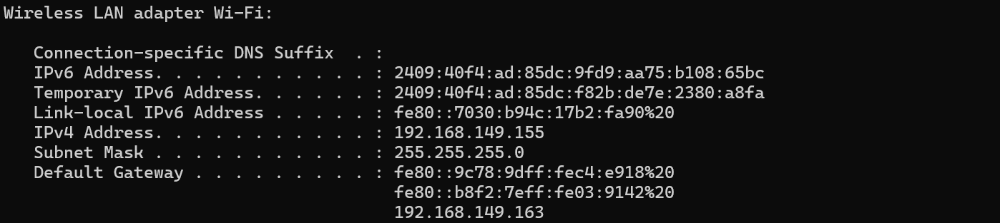 Wireless LAN adapter Wi-Fi:
Connection-specific DNS Suffix  . :
IPv6 Address. . . . . . . . . . . : 2409:40f4:ad:85dc:9fd9:aa75:b108:65bc
Temporary IPv6 Address. . . . . . : 2409:40f4:ad:85dc:f82b:de7e:2380:a8fa
Link-local IPv6 Address . . . . . : fe80::7030:b94c:17b2:fa90%20
IPv4 Address. . . . . . . . . . . : 192.168.149.155
Subnet Mask . . . . . . . . . . . : 255.255.255.0
Default Gateway . . . . . . . . . : fe80::9c78:9dff:fec4:e918%20
fe80::b8f2:7eff:fe03:9142%20
192.168.149.163